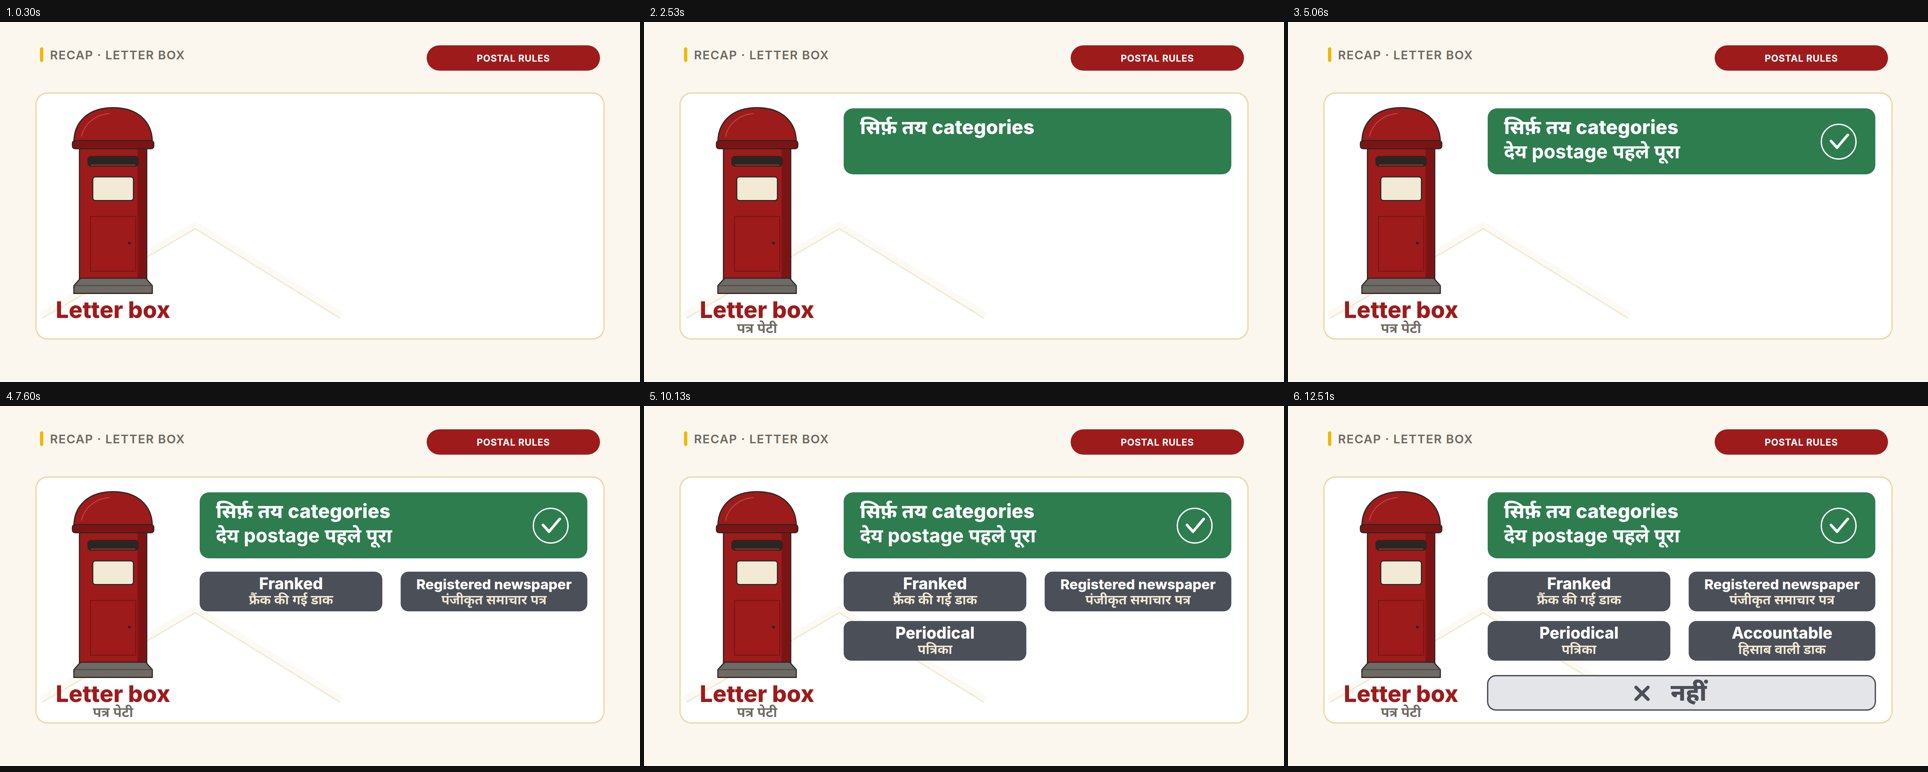 1. 0.30s
RECAP · LETTER BOX
POSTAL RULES
Letter box
2. 2.53s
RECAP · LETTER BOX
POSTAL RULES
सिर्फ़ तय categories
Letter box
पत्र पेटी
3. 5.06s
RECAP · LETTER BOX
POSTAL RULES
सिर्फ़ तय categories
देय postage पहले पूरा
Letter box
पत्र पेटी
4. 7.60s
RECAP · LETTER BOX
POSTAL RULES
सिर्फ़ तय categories
देय postage पहले पूरा
Franked
फ्रैंक की गई डाक
Registered newspaper
पंजीकृत समाचार पत्र
Letter box
पत्र पेटी
5. 10.13s
RECAP · LETTER BOX
POSTAL RULES
सिर्फ़ तय categories
देय postage पहले पूरा
Franked
फ्रैंक की गई डाक
Registered newspaper
पंजीकृत समाचार पत्र
Periodical
पत्रिका
Letter box
पत्र पेटी
6. 12.51s
RECAP · LETTER BOX
POSTAL RULES
सिर्फ़ तय categories
देय postage पहले पूरा
Franked
फ्रैंक की गई डाक
Registered newspaper
पंजीकृत समाचार पत्र
Periodical
पत्रिका
Accountable
हिसाब वाली डाक
✕ नहीं
Letter box
पत्र पेटी